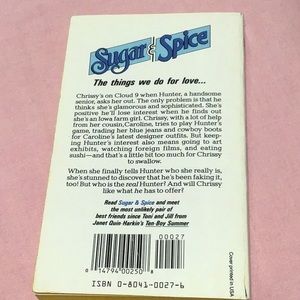 Sugar & Spice
The things we do for love...
Chrissy's on Cloud 9 when Hunter, a handsome
senior, asks her out. The only problem is that he
thinks she's glamorous and sophisticated. She's
positive he'll lose interest when he finds out
she's an Iowa farm girl. Chrissy, with a lot of help
from her cousin, Caroline, tries to play Hunter's
game, trading her blue jeans and cowboy boots
for Caroline's latest designer outfits. But keep-
ing Hunter's interest also means going to art
exhibits, watching foreign films, and eating
sushi—and that's a little bit too much for Chrissy
to swallow.
When she finally tells Hunter who she really is,
she's stunned to discover that he's been faking it,
too! But who is the real Hunter? And will Chrissy
like what he has to offer?
Read Sugar & Spice and meet
the most unlikely pair of
best friends since Toni and Jill from
Janet Quin Harkin's Ten Boy Summer
00027
0 14794 00250 8
ISBN 0-8041-0027-6
Cover printed in USA